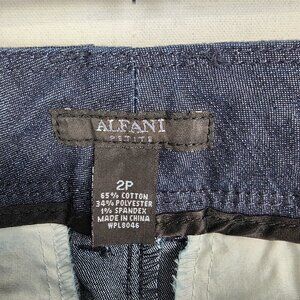 ALFANI
PETITE
2P
65% COTTON
34% POLYESTER
1% SPANDEX
MADE IN CHINA
WPL8046